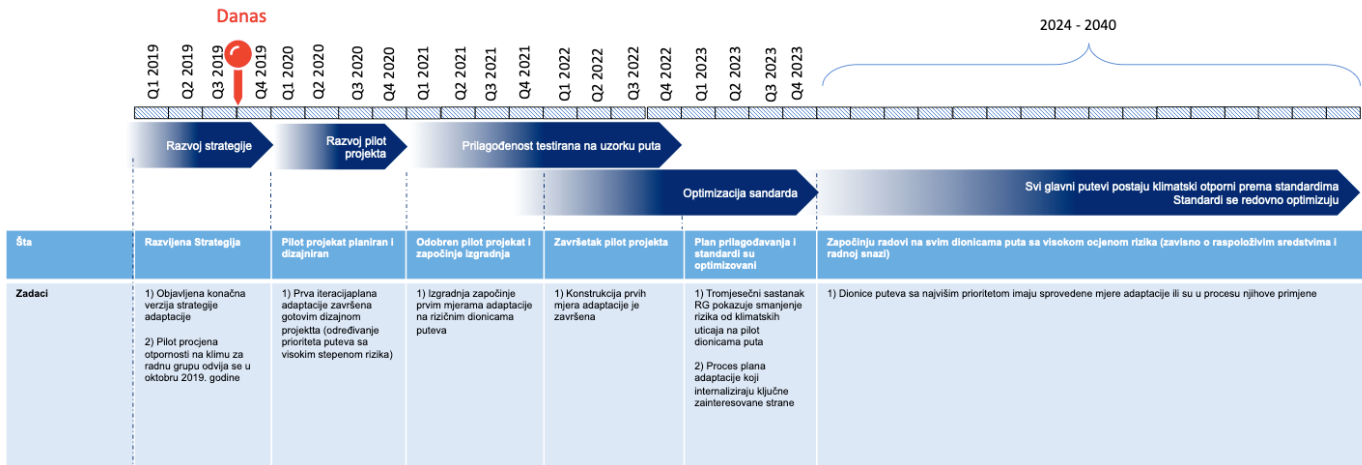 Danas
2024 - 2040
Q1 2019
Q2 2019
Q3 2019
Q4 2019
Q1 2020
Q2 2020
Q3 2020
Q4 2020
Q1 2021
Q2 2021
Q3 2021
Q4 2021
Q1 2022
Q2 2022
Q3 2022
Q4 2022
Q1 2023
Q2 2023
Q3 2023
Q4 2023
Razvoj strategije
Razvoj pilot
projekta
Prilagođenost testirana na uzorku puta
Optimizacija sandarda
Svi glavni putevi postaju klimatski otporni prema standardima
Standardi se redovno optimizuju
Šta
Razvijena Strategija
Pilot projekat planiran i
dizajniran
Odobren pilot projekat i
započinje izgradnja
Završetak pilot projekta
Plan prilagođavanja i
standardi su
optimizovani
Započinju radovi na svim dionicama puta sa visokom ocjenom rizika (zavisno o raspoloživim sredstvima i
radnoj snazi)
Zadaci
1) Objavljena konačna
verzija strategije
adaptacije
2) Pilot procjena
otpornosti na klimu za
radnu grupu odvija se u
oktobru 2019. godine
1) Prva iteracijaplana
adaptacije završena
gotovim dizajnom
projektta (određivanje
prioriteta puteva sa
visokim stepenom rizika)
1) Izgradnja započinje
prvim mjerama adaptacije
na rizičnim dionicama
puteva
1) Konstrukcija prvih
mjera adaptacije je
završena
1) Tromjesečni sastanak
RG pokazuje smanjenje
rizika od klimatskih
uticaja na pilot
dionicama puta
2) Proces plana
adaptacije koji
internaliziraju ključne
zainteresovane strane
1) Dionice puteva sa najvišim prioritetom imaju sprovedene mjere adaptacije ili su u procesu njihove primjene